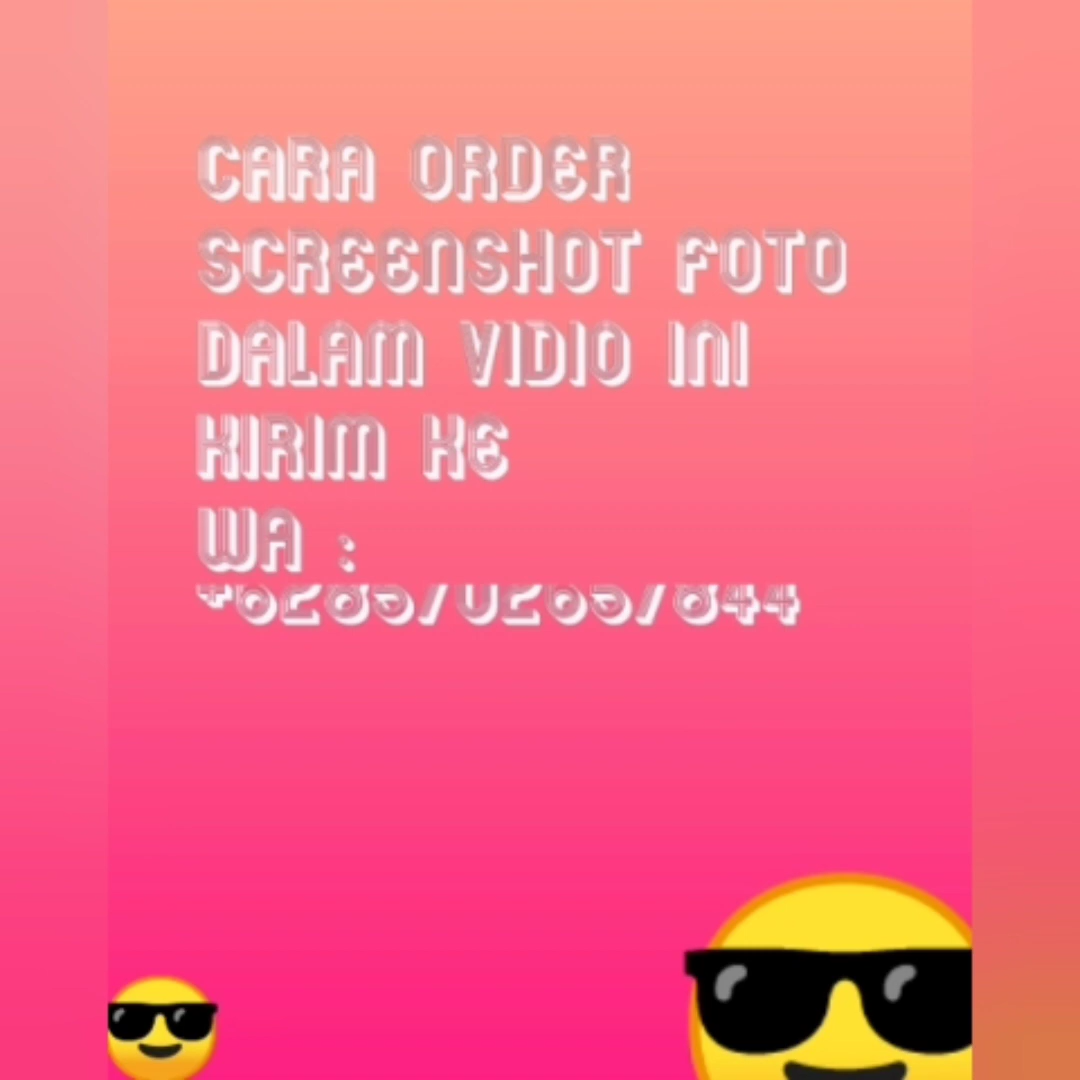 CARA ORDER
SCREENSHOT FOTO
DALAM VIDIO INI
KIRIM KE
WA :